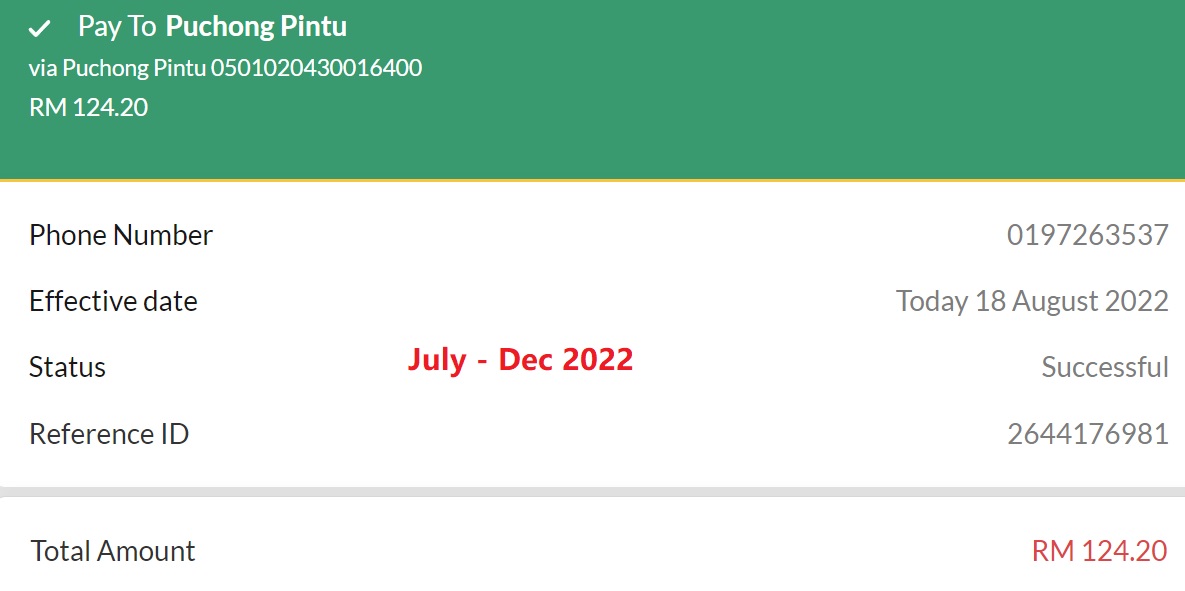 Pay To Puchong Pintu
via Puchong Pintu 0501020430016400
RM 124.20
Phone Number 0197263537
Effective date Today 18 August 2022
July - Dec 2022
Status Successful
Reference ID 2644176981
Total Amount RM 124.20